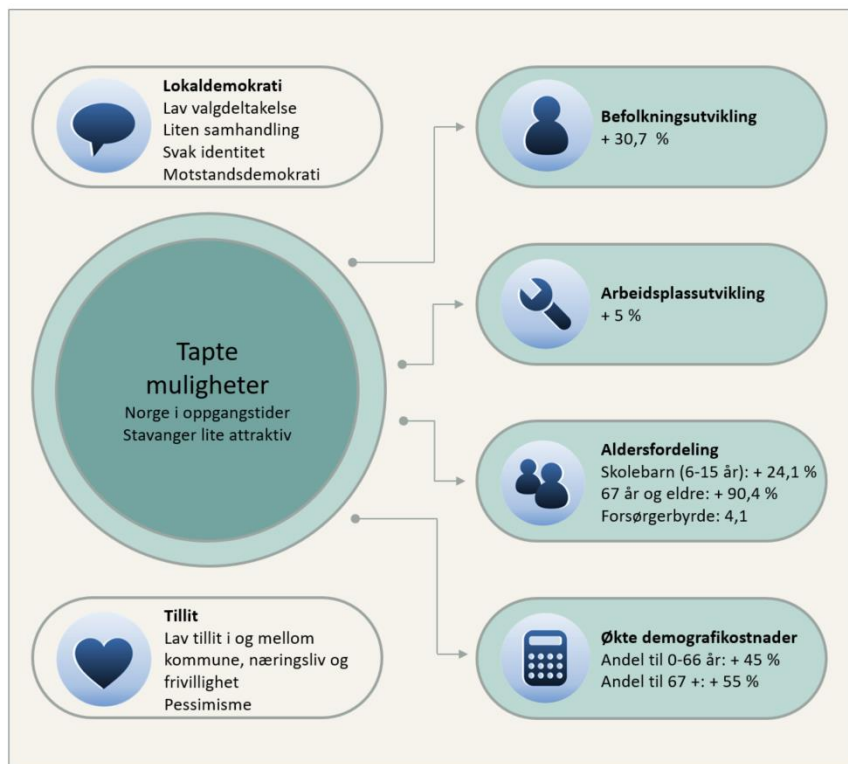 Lokaldemokrati
Lav valgdeltakelse
Liten samhandling
Svak identitet
Motstandsdemokrati
Tapte
muligheter
Norge i oppgangstider
Stavanger lite attraktiv
Tillit
Lav tillit i og mellom
kommune, næringsliv og
frivillighet
Pessimisme
Befolkningsutvikling
+ 30,7 %
Arbeidsplassutvikling
+ 5 %
Aldersfordeling
Skolebarn (6-15 år): + 24,1 %
67 år og eldre: + 90,4 %
Forsørgerbyrde: 4,1
Økte demografikostnader
Andel til 0-66 år: + 45 %
Andel til 67 +: + 55 %